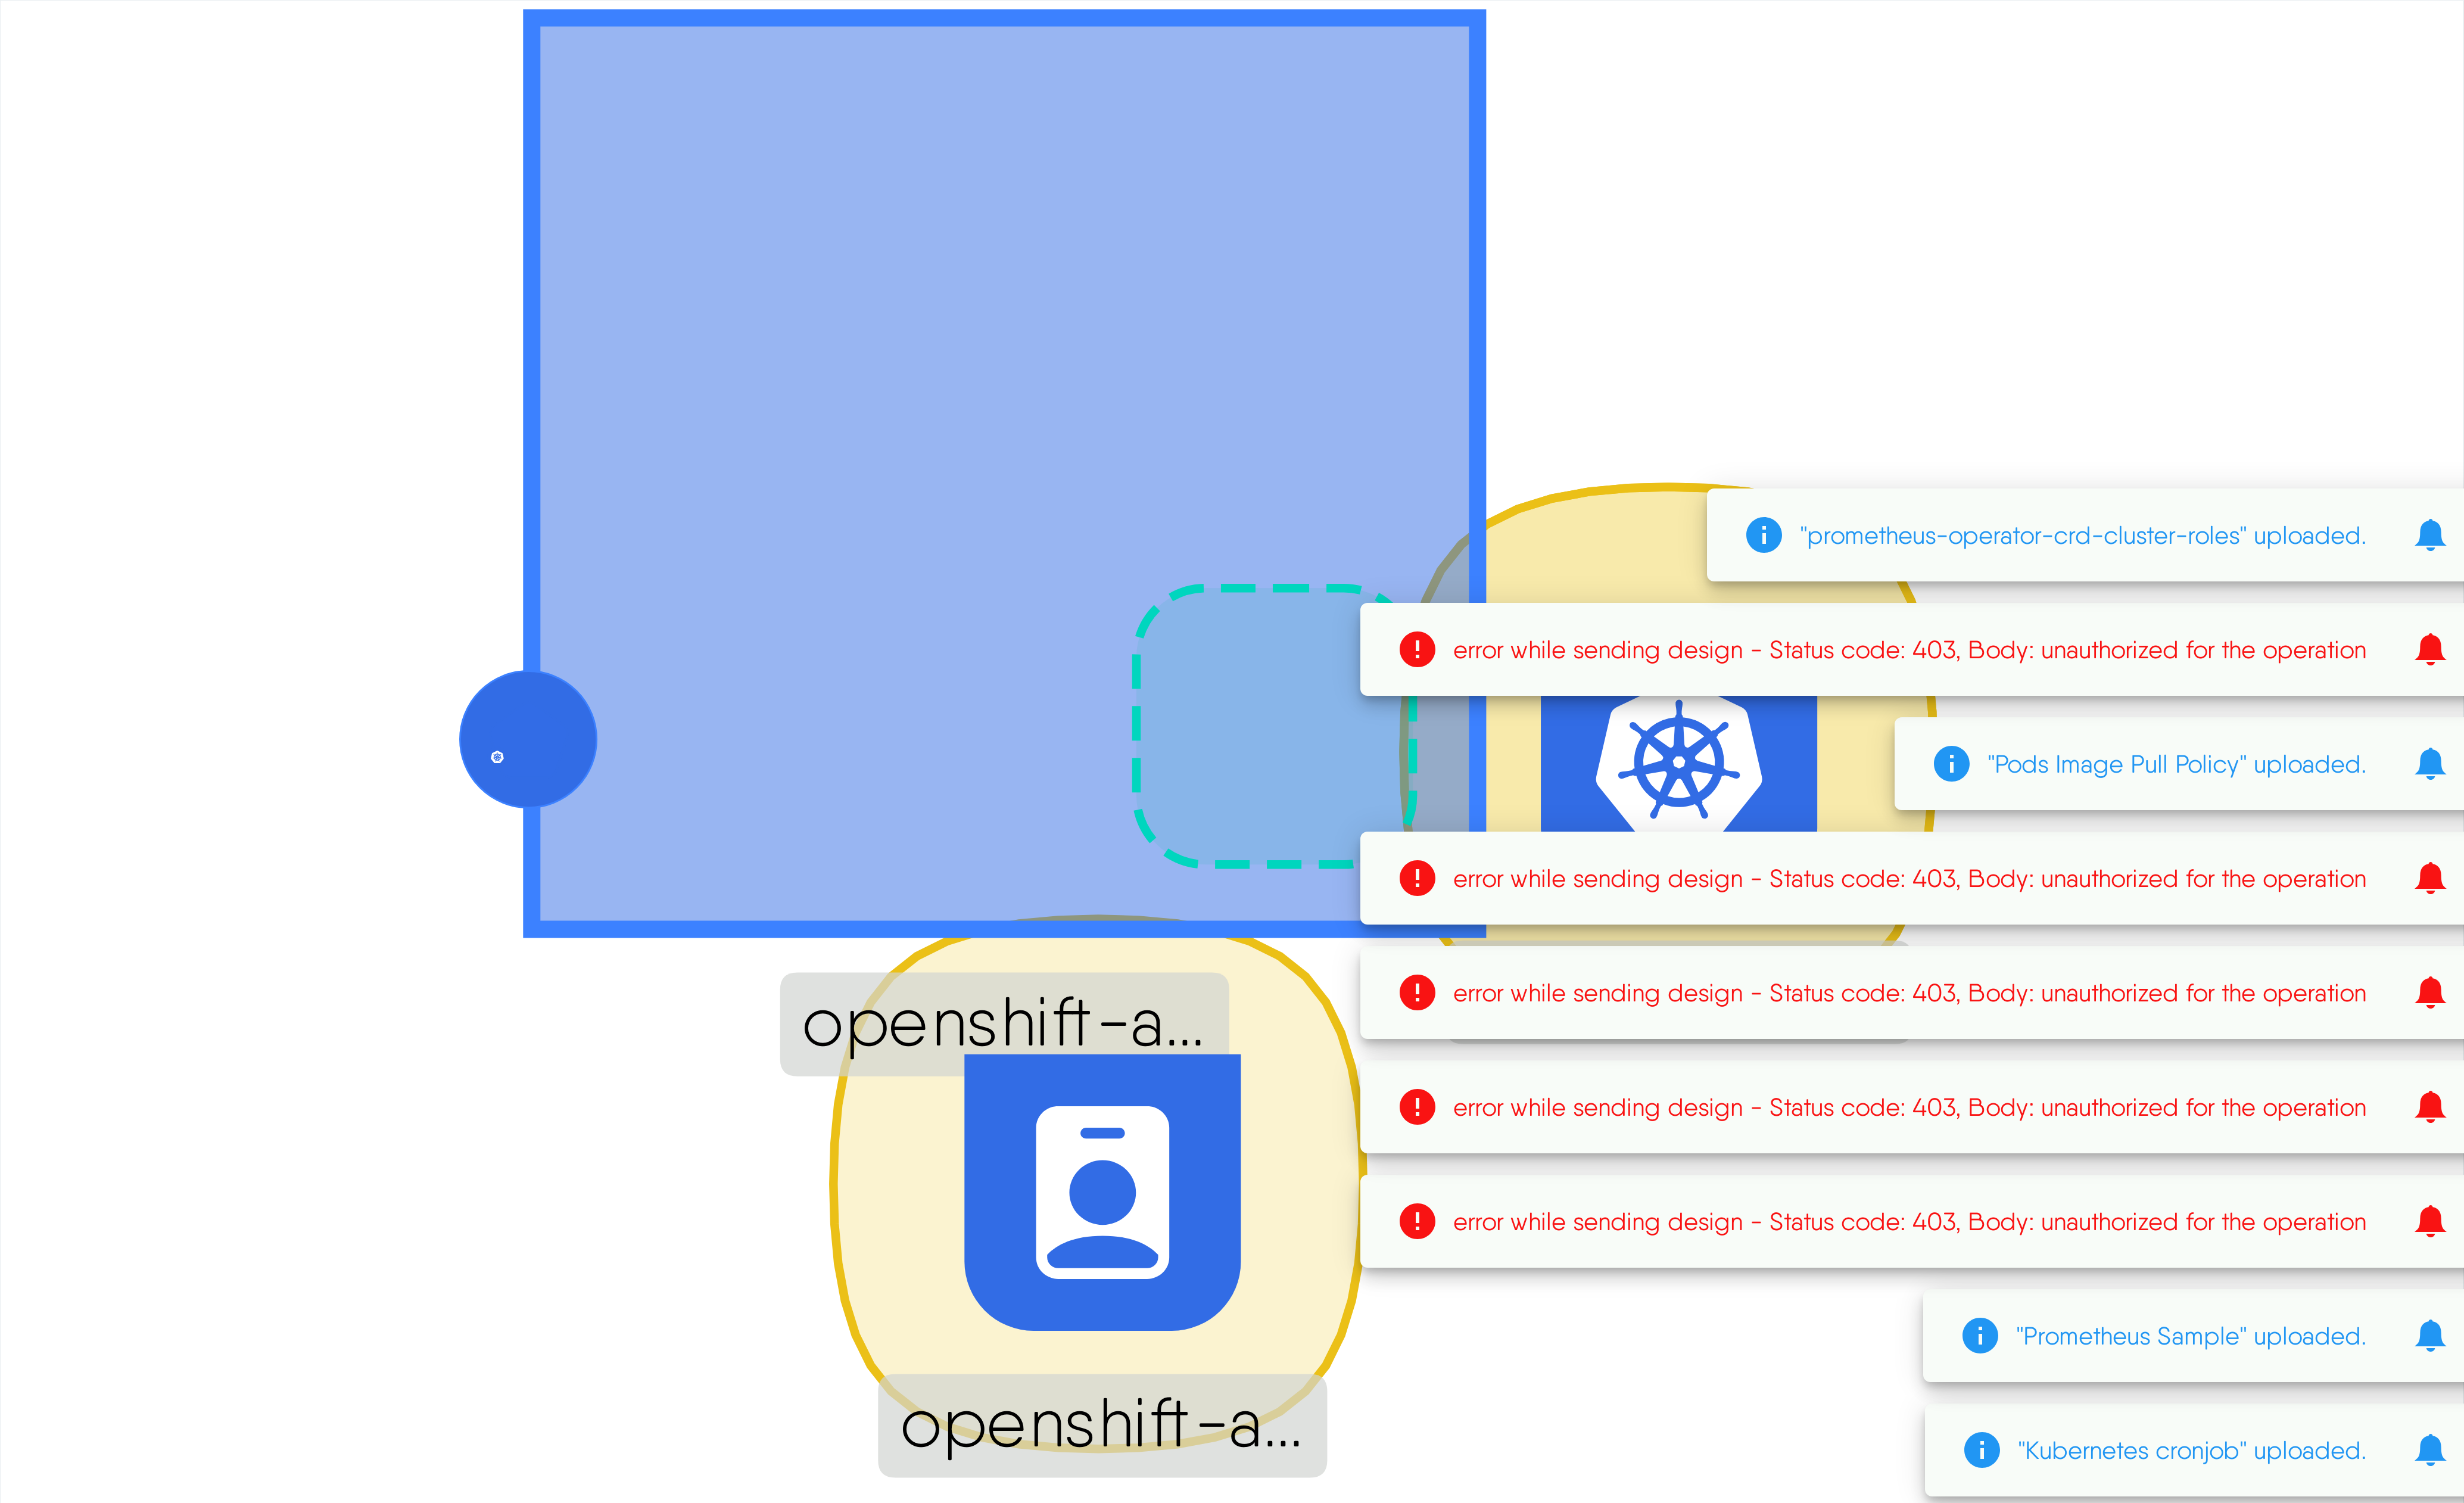 "prometheus-operator-crd-cluster-roles" uploaded.
error while sending design - Status code: 403, Body: unauthorized for the operation
"Pods Image Pull Policy" uploaded.
error while sending design - Status code: 403, Body: unauthorized for the operation
error while sending design - Status code: 403, Body: unauthorized for the operation
openshift-a...
error while sending design - Status code: 403, Body: unauthorized for the operation
error while sending design - Status code: 403, Body: unauthorized for the operation
"Prometheus Sample" uploaded.
openshift-a...
"Kubernetes cronjob" uploaded.